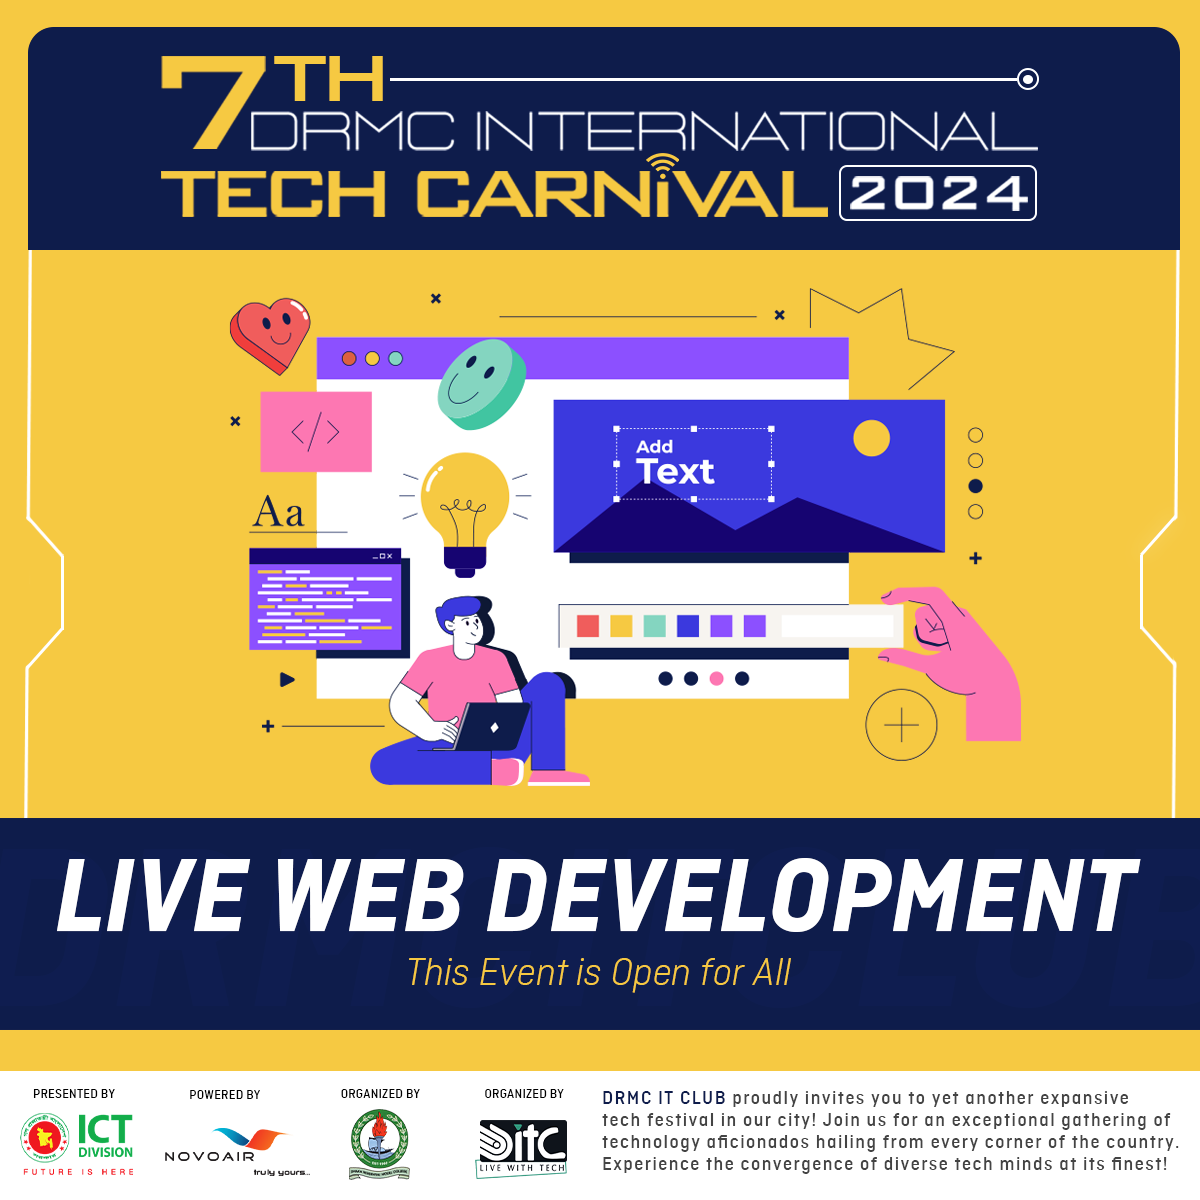 7TH
DRMC INTERNATIONAL
TECH CARNIVAL 2024
Add
Text
</>
Aa
LIVE WEB DEVELOPMENT
This Event is Open for All
PRESENTED BY
ICT
DIVISION
FUTURE IS HERE
POWERED BY
NOVOAIR
truly yours...
ORGANIZED BY
ORGANIZED BY
DITC
LIVE WITH TECH
DRMC IT CLUB proudly invites you to yet another expansive
tech festival in our city! Join us for an exceptional gathering of
technology aficionados hailing from every corner of the country.
Experience the convergence of diverse tech minds at its finest!